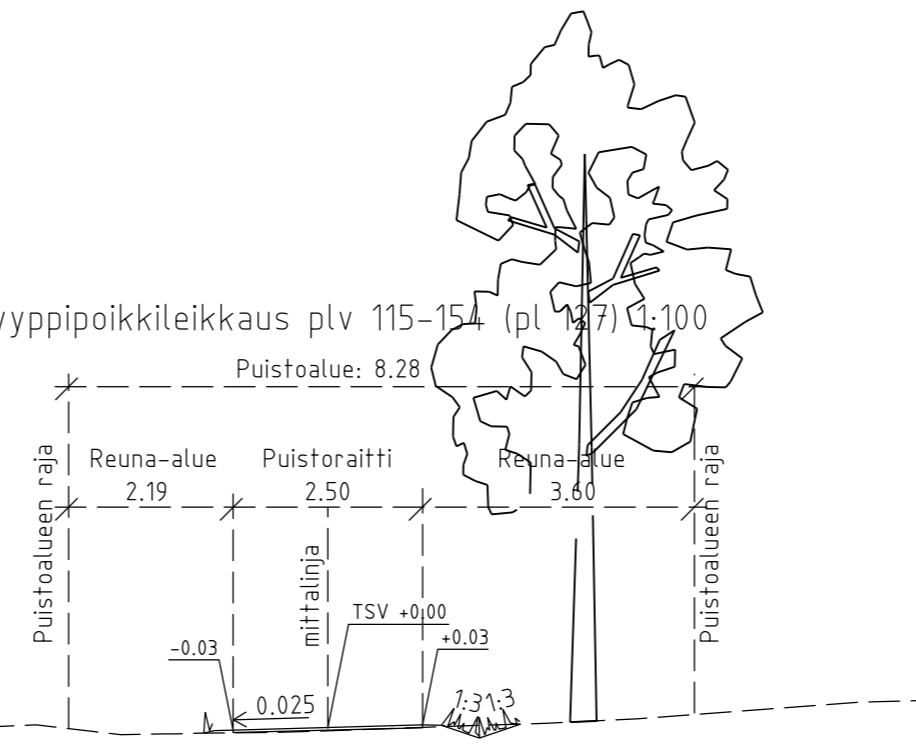 yyppipoikkileikkaus plv 115-154 (pl 127) 1:100
Puistoalue: 8.28
Reuna-alue
2.19
Puistoraitti
2.50
Reuna-alue
3.60
Puistoalueen raja
mittalinja
Puistoalueen raja
TSV +0.00
-0.03
+0.03
0.025
1:3
1:3